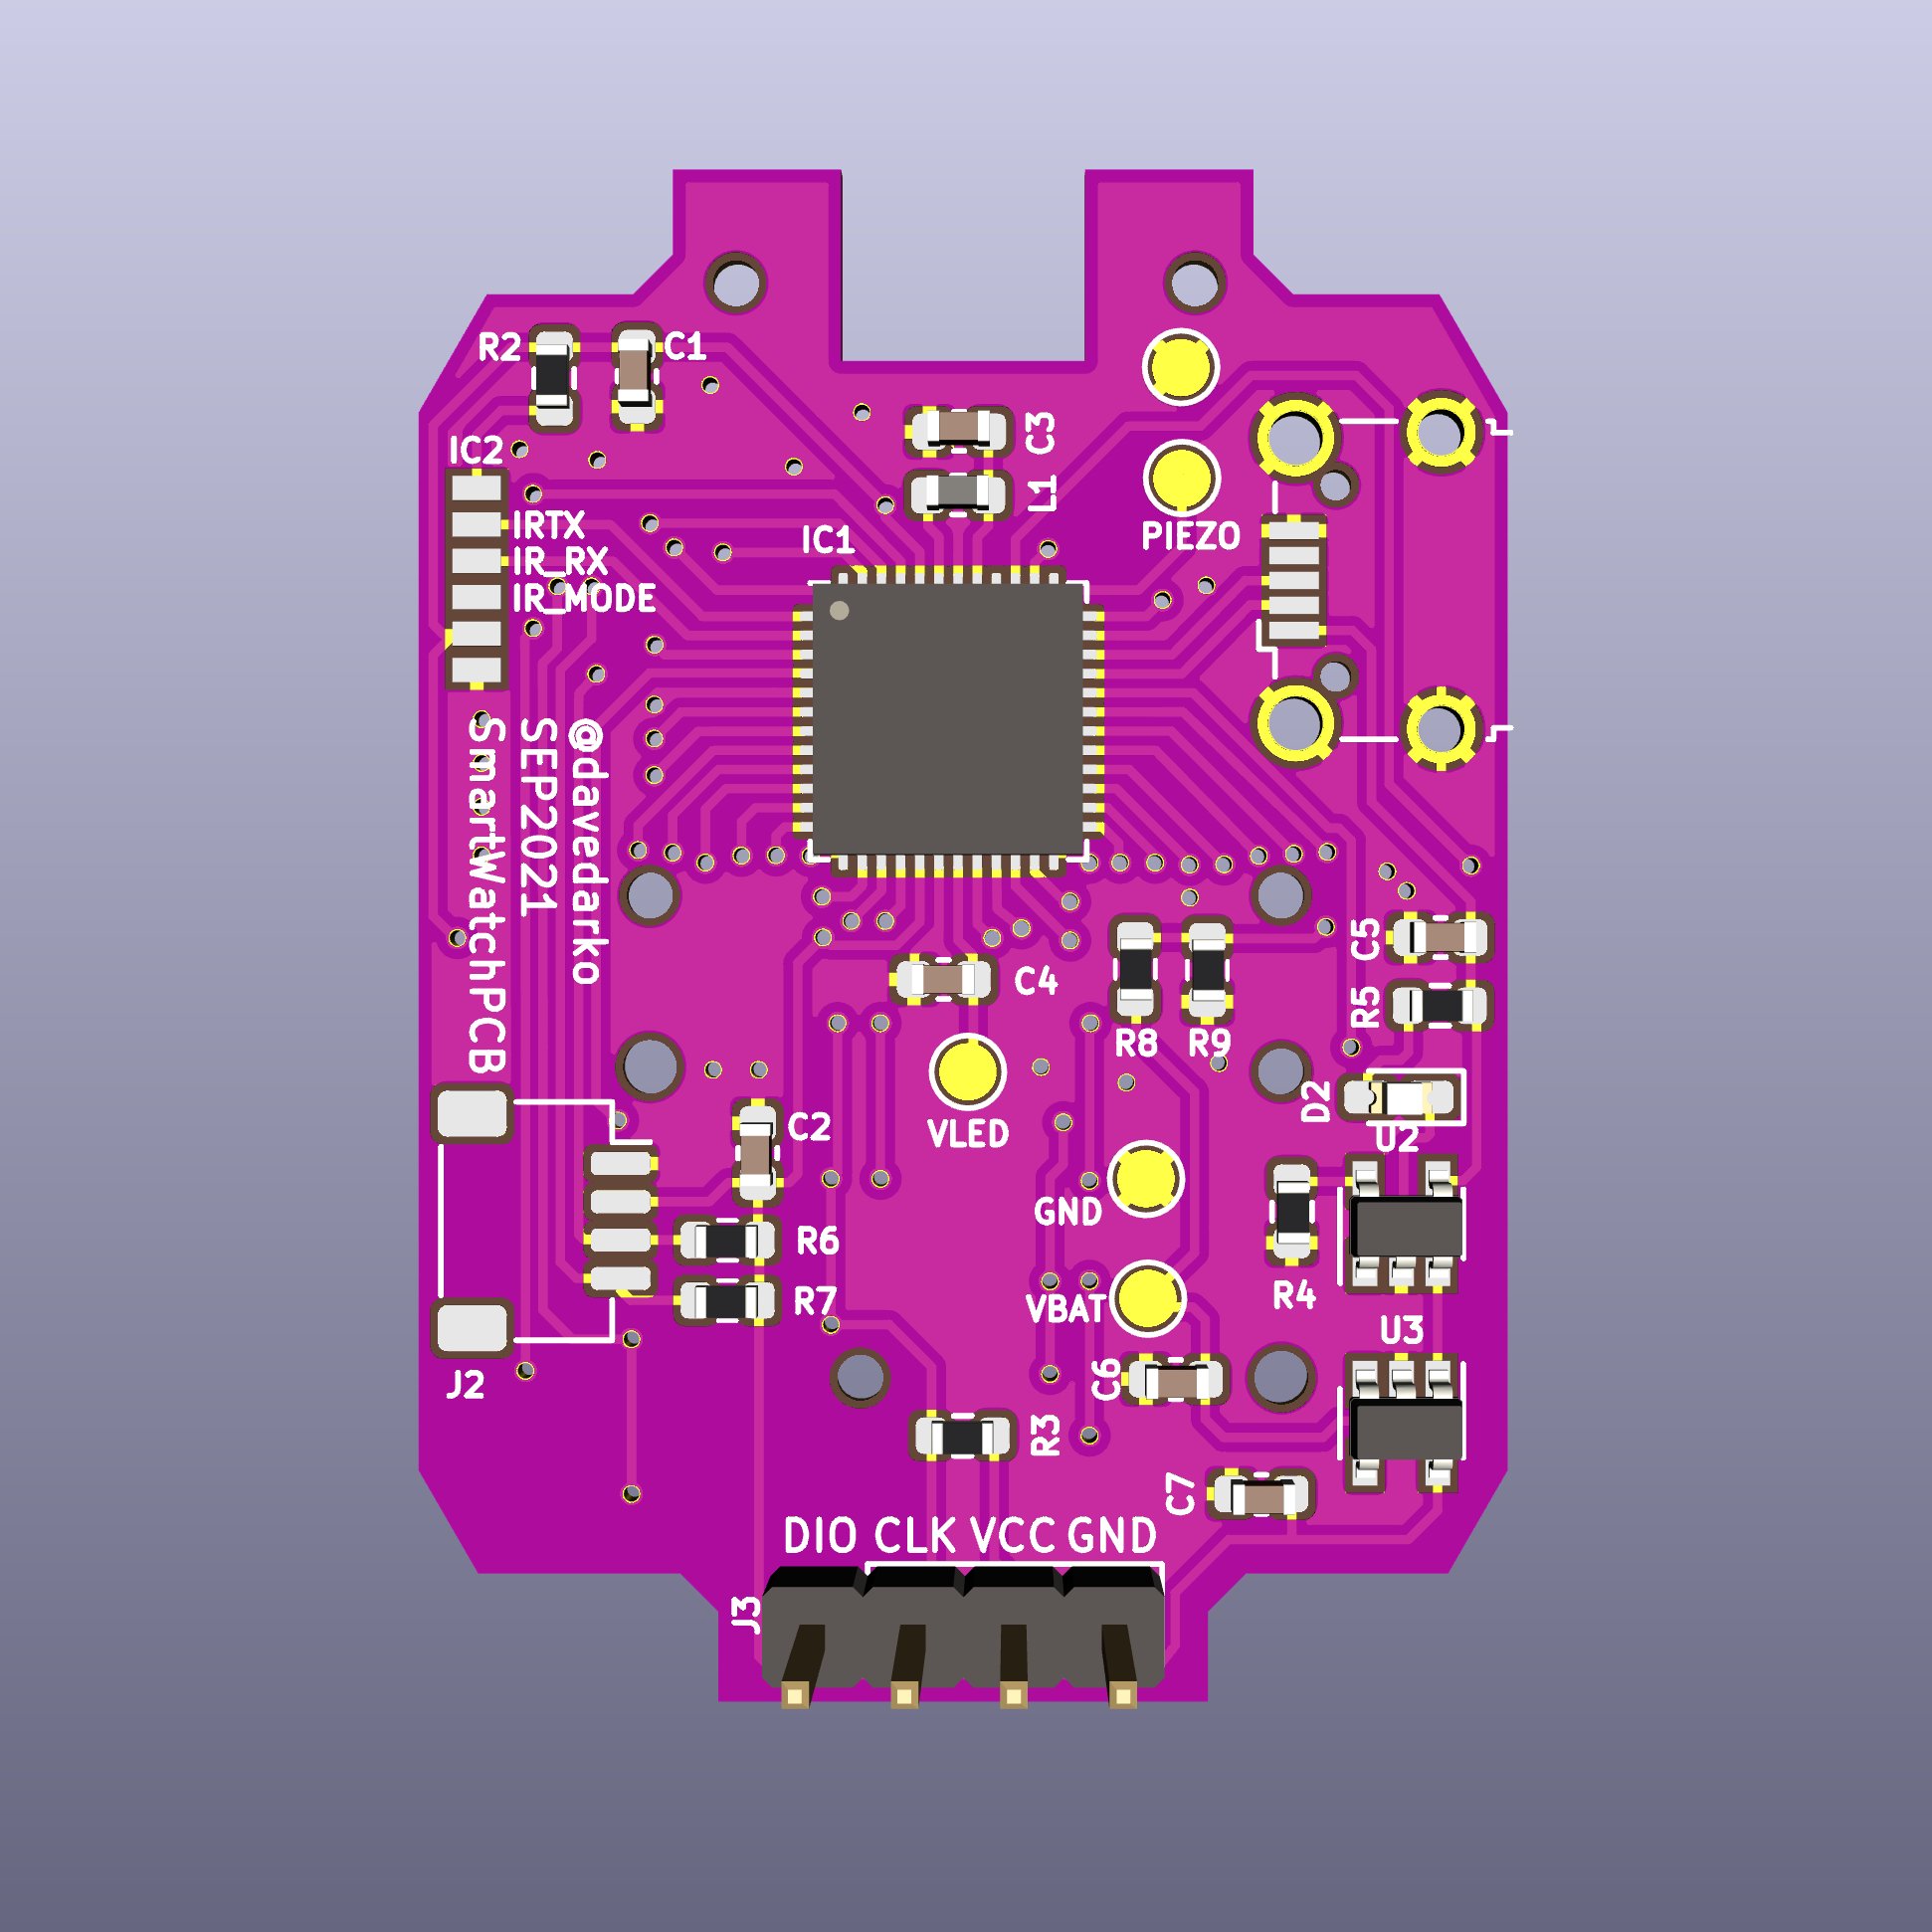 R2
C1
C3
IC2
L1
IRTX
IC1
PIEZO
IR_RX
IR_MODE
@davedarko
SEP2021
SmartWatchPCB
C5
C4
R5
R8
R9
D2
C2
VLED
U2
GND
R6
R4
R7
VBAT
U3
J2
C6
R3
C7
DIO CLK VCC GND
J3